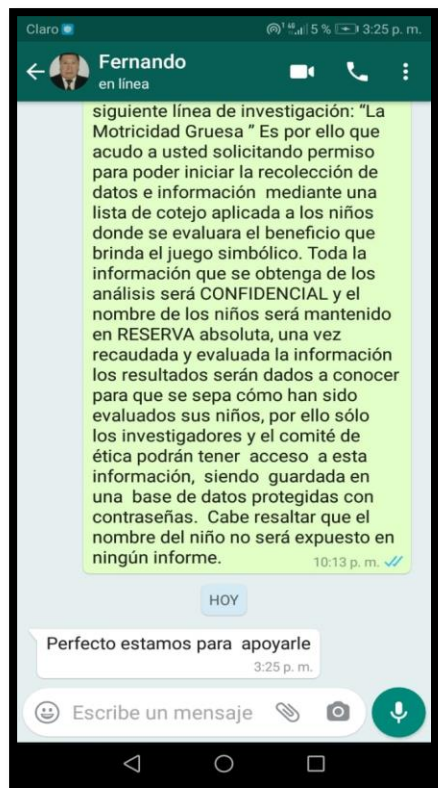 Claro 5 % 3:25 p. m.
Fernando
en línea
siguiente línea de investigación: “La
Motricidad Gruesa ” Es por ello que
acudo a usted solicitando permiso
para poder iniciar la recolección de
datos e información  mediante una
lista de cotejo aplicada a los niños
donde se evaluara el beneficio que
brinda el juego simbólico. Toda la
información que se obtenga de los
análisis será CONFIDENCIAL y el
nombre de los niños será mantenido
en RESERVA absoluta, una vez
recaudada y evaluada la información
los resultados serán dados a conocer
para que se sepa cómo han sido
evaluados sus niños, por ello sólo
los investigadores y el comité de
ética podrán tener  acceso  a esta
información,  siendo  guardada en
una  base de datos protegidas con
contraseñas.  Cabe resaltar que el
nombre del niño no será expuesto en
ningún informe.
10:13 p. m.
HOY
Perfecto estamos para  apoyarle
3:25 p. m.
Escribe un mensaje